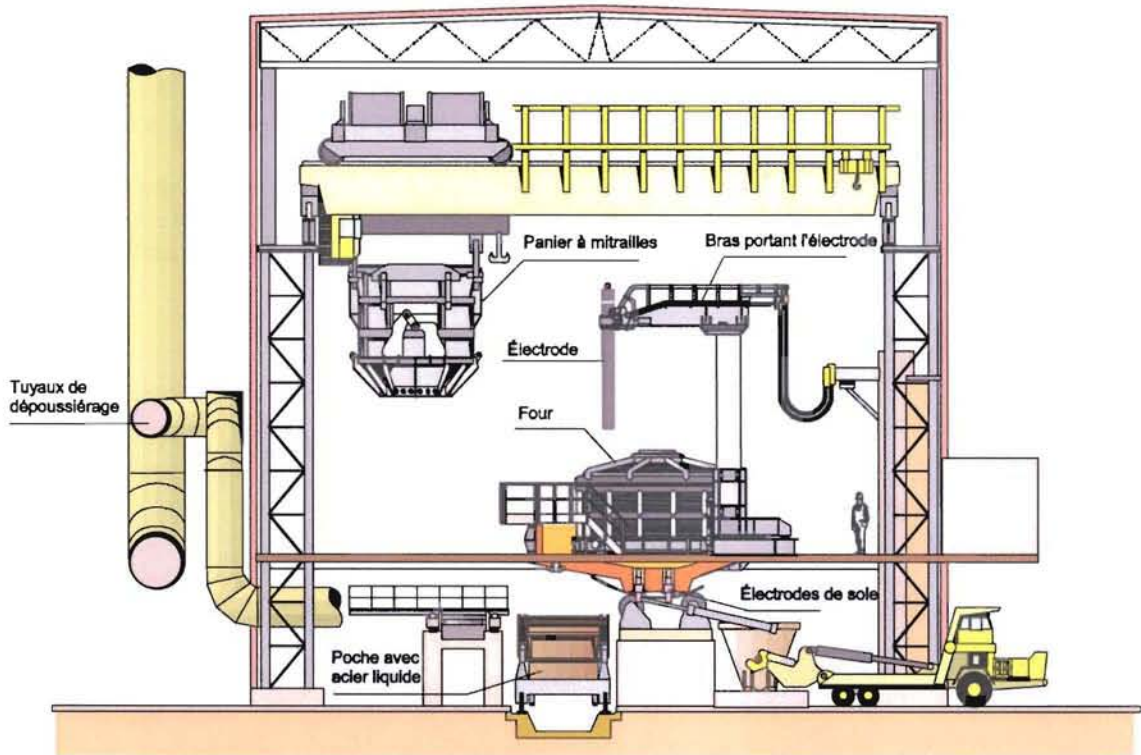 Panier à mitrailles
Bras portant l'électrode
Électrode
Tuyaux de
dépoussiérage
Four
Électrodes de sole
Poche avec
acier liquide